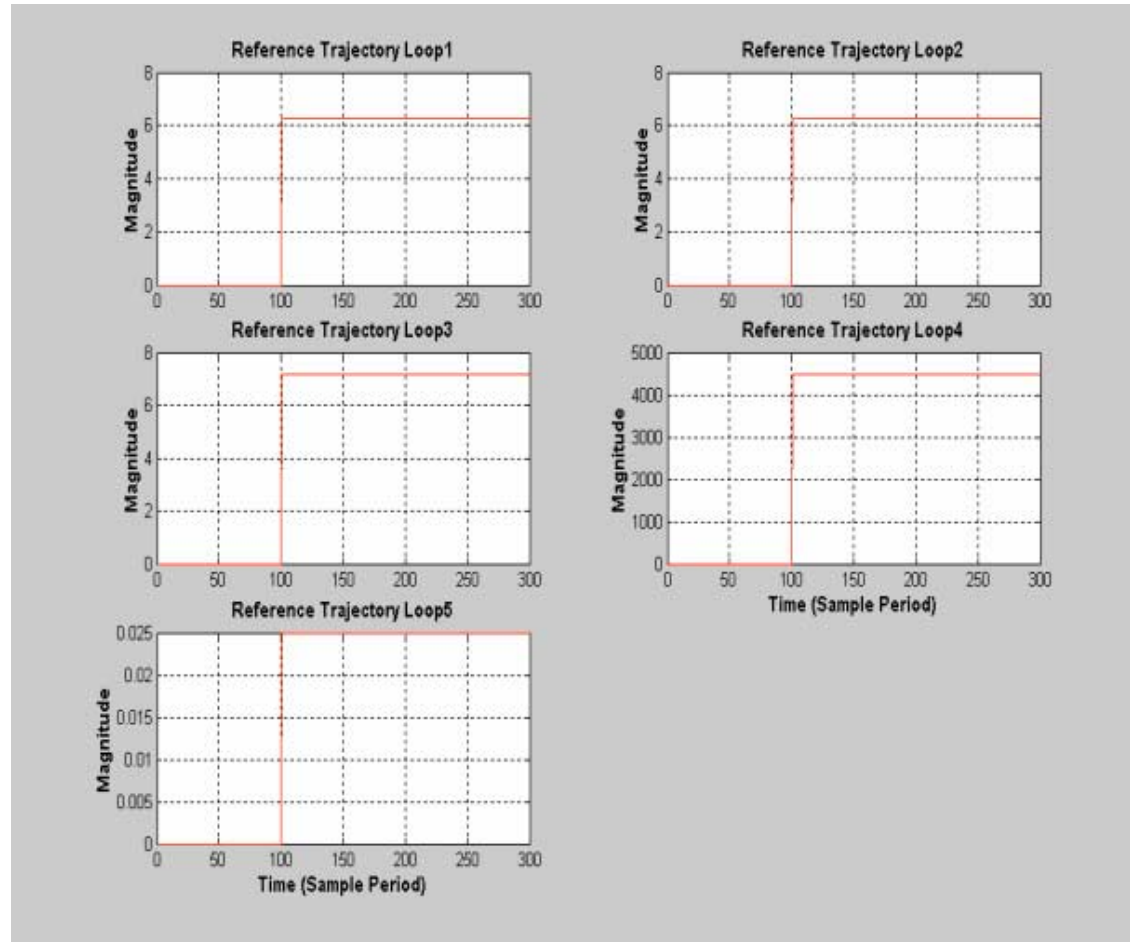 Reference Trajectory Loop1
Magnitude
8
6
4
2
0
0 50 100 150 200 250 300
Reference Trajectory Loop2
Magnitude
8
6
4
2
0
0 50 100 150 200 250 300
Reference Trajectory Loop3
Magnitude
8
6
4
2
0
0 50 100 150 200 250 300
Reference Trajectory Loop4
Magnitude
5000
4000
3000
2000
1000
0
0 50 100 150 200 250 300
Time (Sample Period)
Reference Trajectory Loop5
Magnitude
0.025
0.02
0.015
0.01
0.005
0
0 50 100 150 200 250 300
Time (Sample Period)